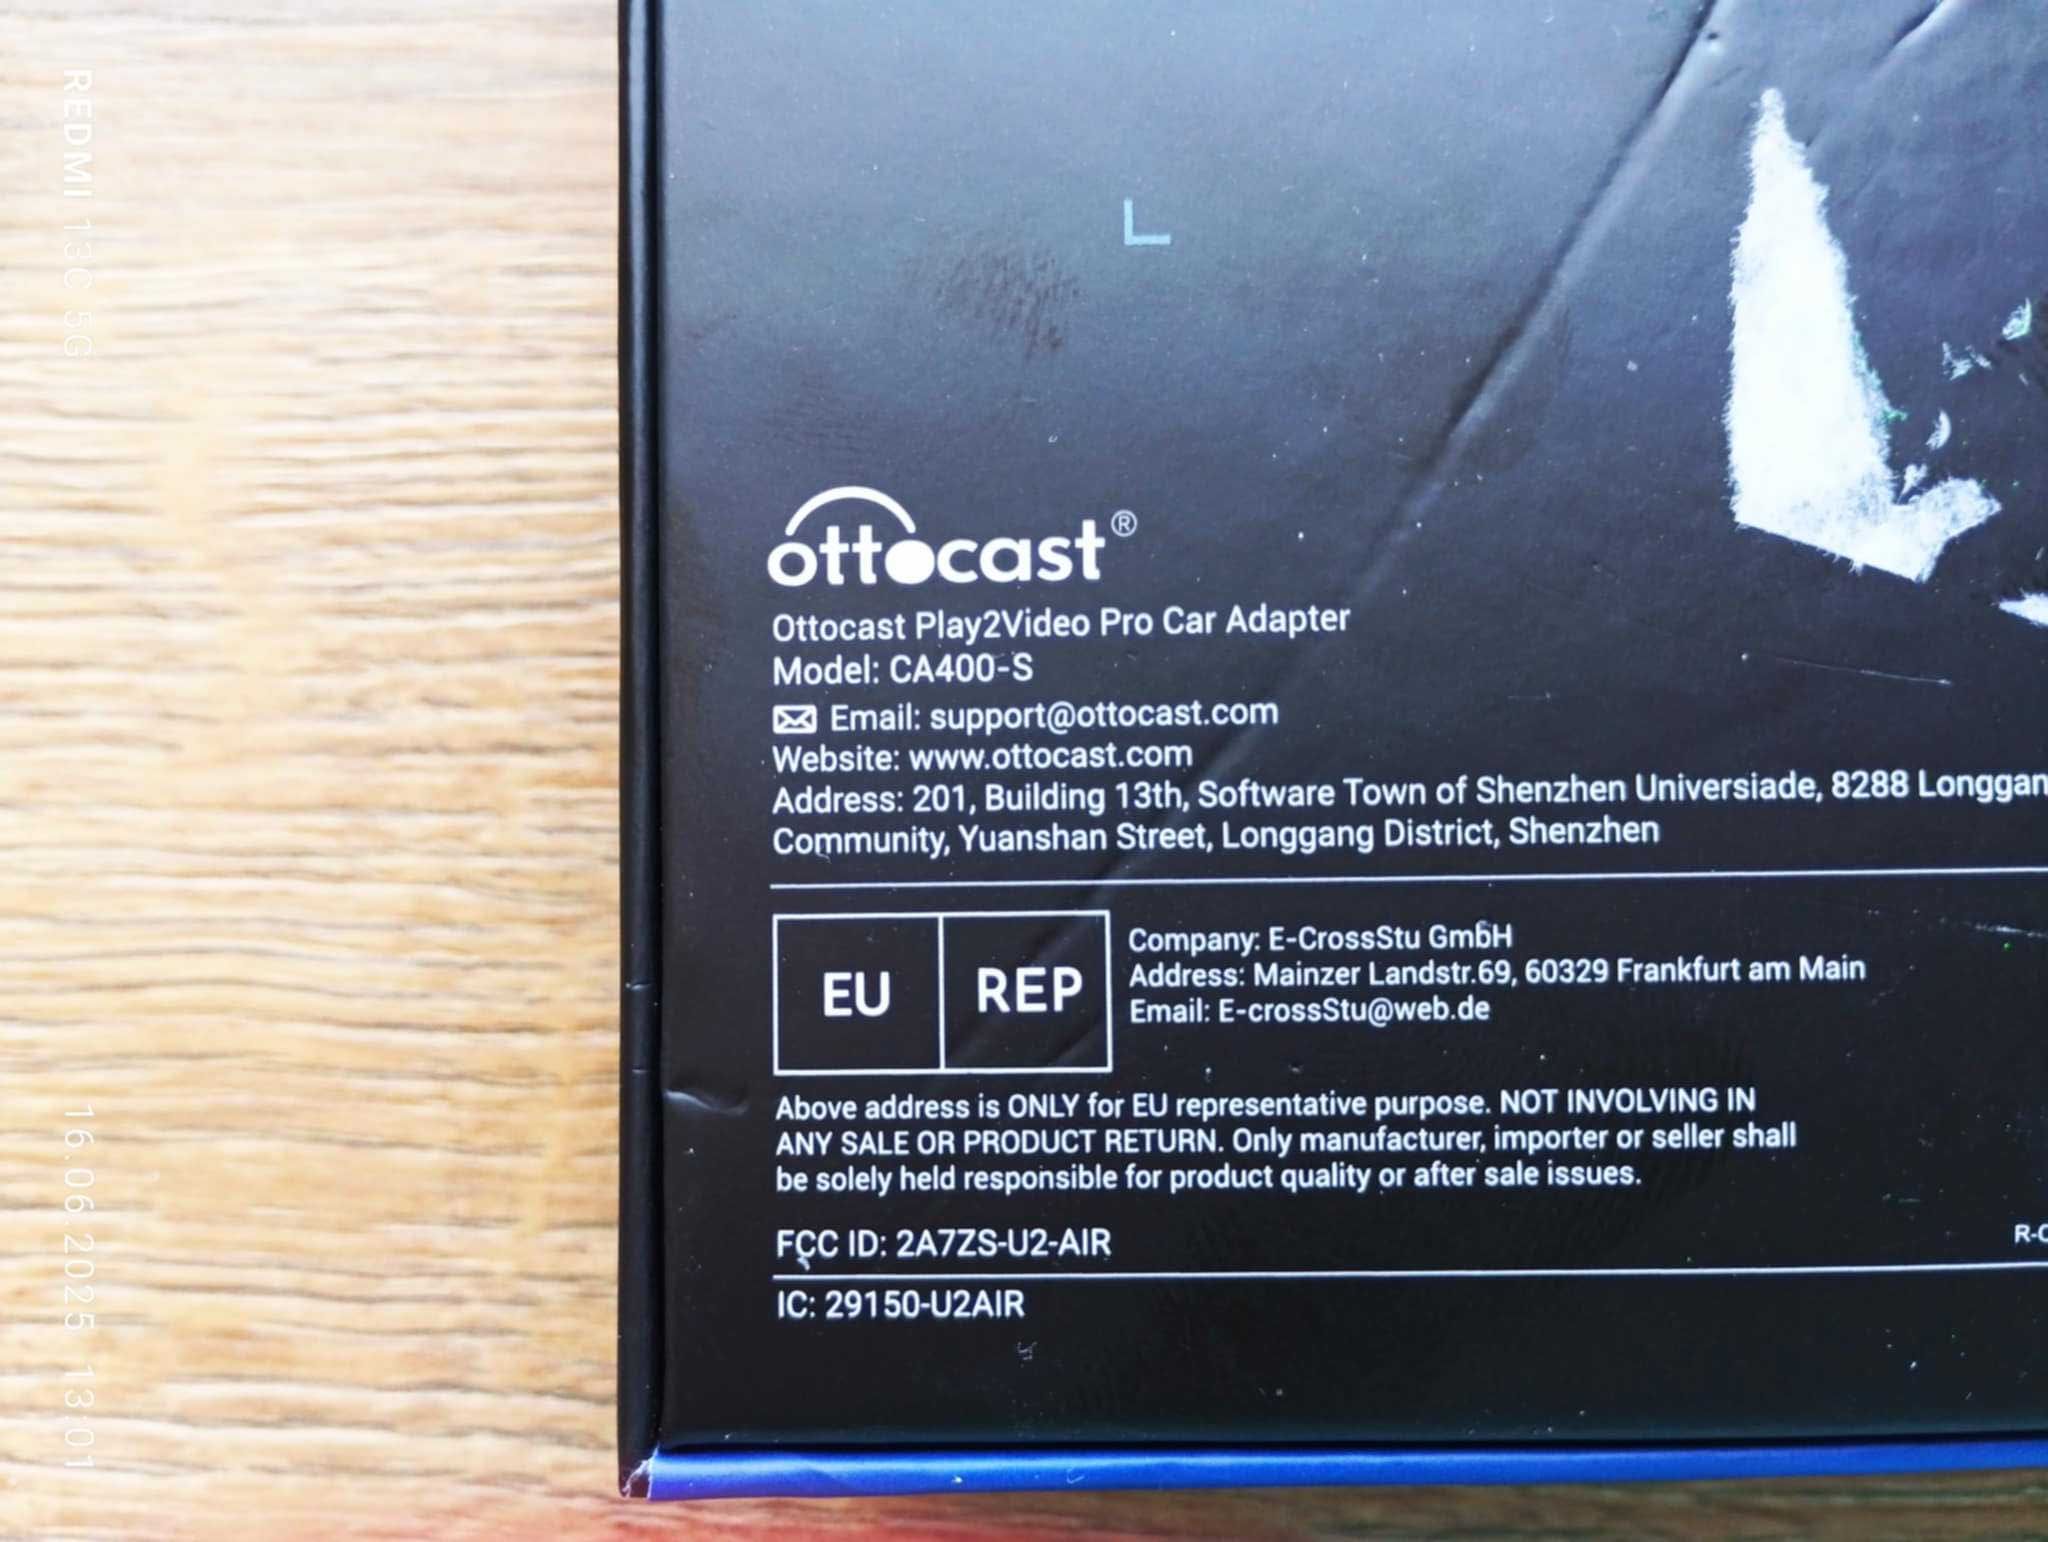 REDMI 13C 5G
16.06.2025 13:01
ottocast®
Ottocast Play2Video Pro Car Adapter
Model: CA400-S
Email: support@ottocast.com
Website: www.ottocast.com
Address: 201, Building 13th, Software Town of Shenzhen Universiade, 8288 Longgan
Community, Yuanshan Street, Longgang District, Shenzhen
EU REP
Company: E-CrossStu GmbH
Address: Mainzer Landstr.69, 60329 Frankfurt am Main
Email: E-crossStu@web.de
Above address is ONLY for EU representative purpose. NOT INVOLVING IN
ANY SALE OR PRODUCT RETURN. Only manufacturer, importer or seller shall
be solely held responsible for product quality or after sale issues.
FCC ID: 2A7ZS-U2-AIR
IC: 29150-U2AIR